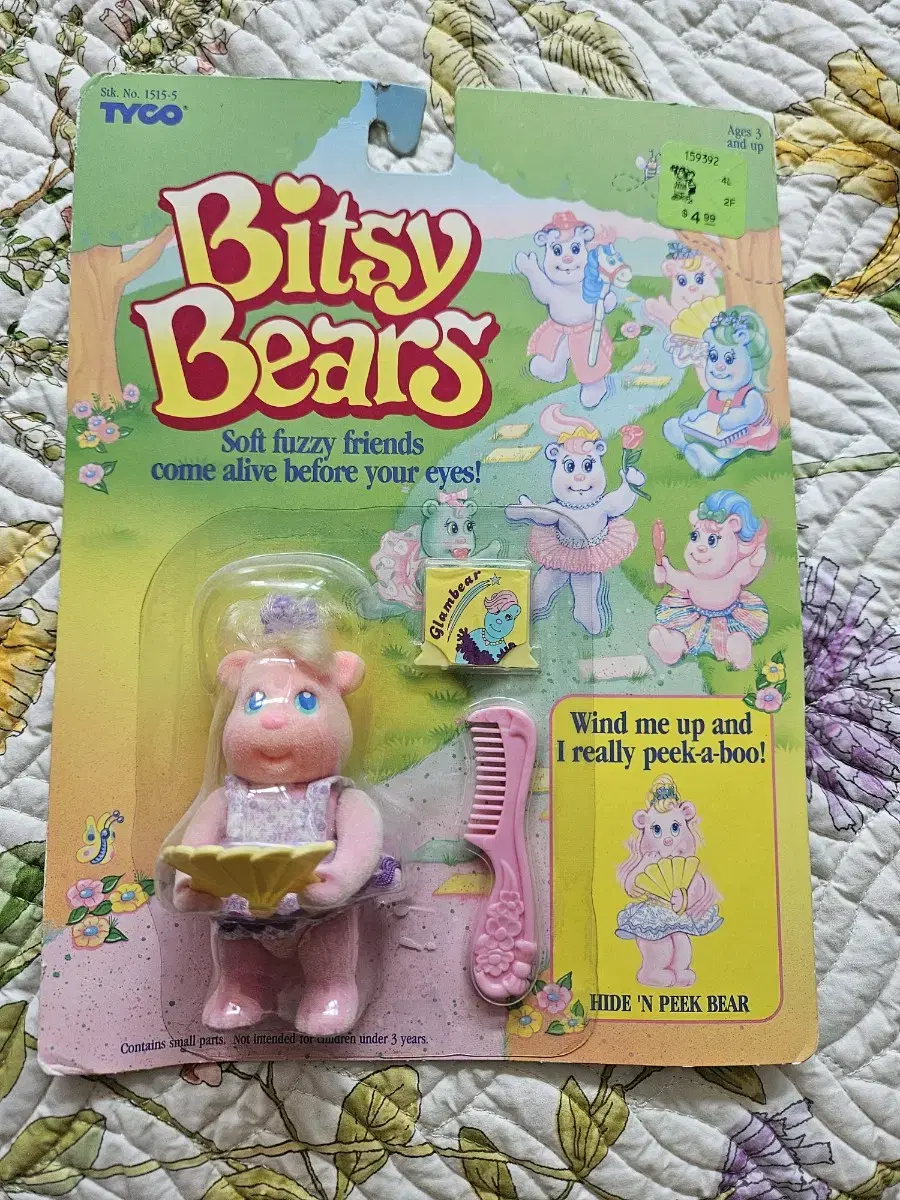 Stk. No. 1515-5
TYCO®
Ages 3
and up
159392
$4.99
2F
Bitsy
Bears
Soft fuzzy friends
come alive before your eyes!
Glambear
Wind me up and
I really peek-a-boo!
HIDE 'N PEEK BEAR
Contains small parts. Not intended for children under 3 years.